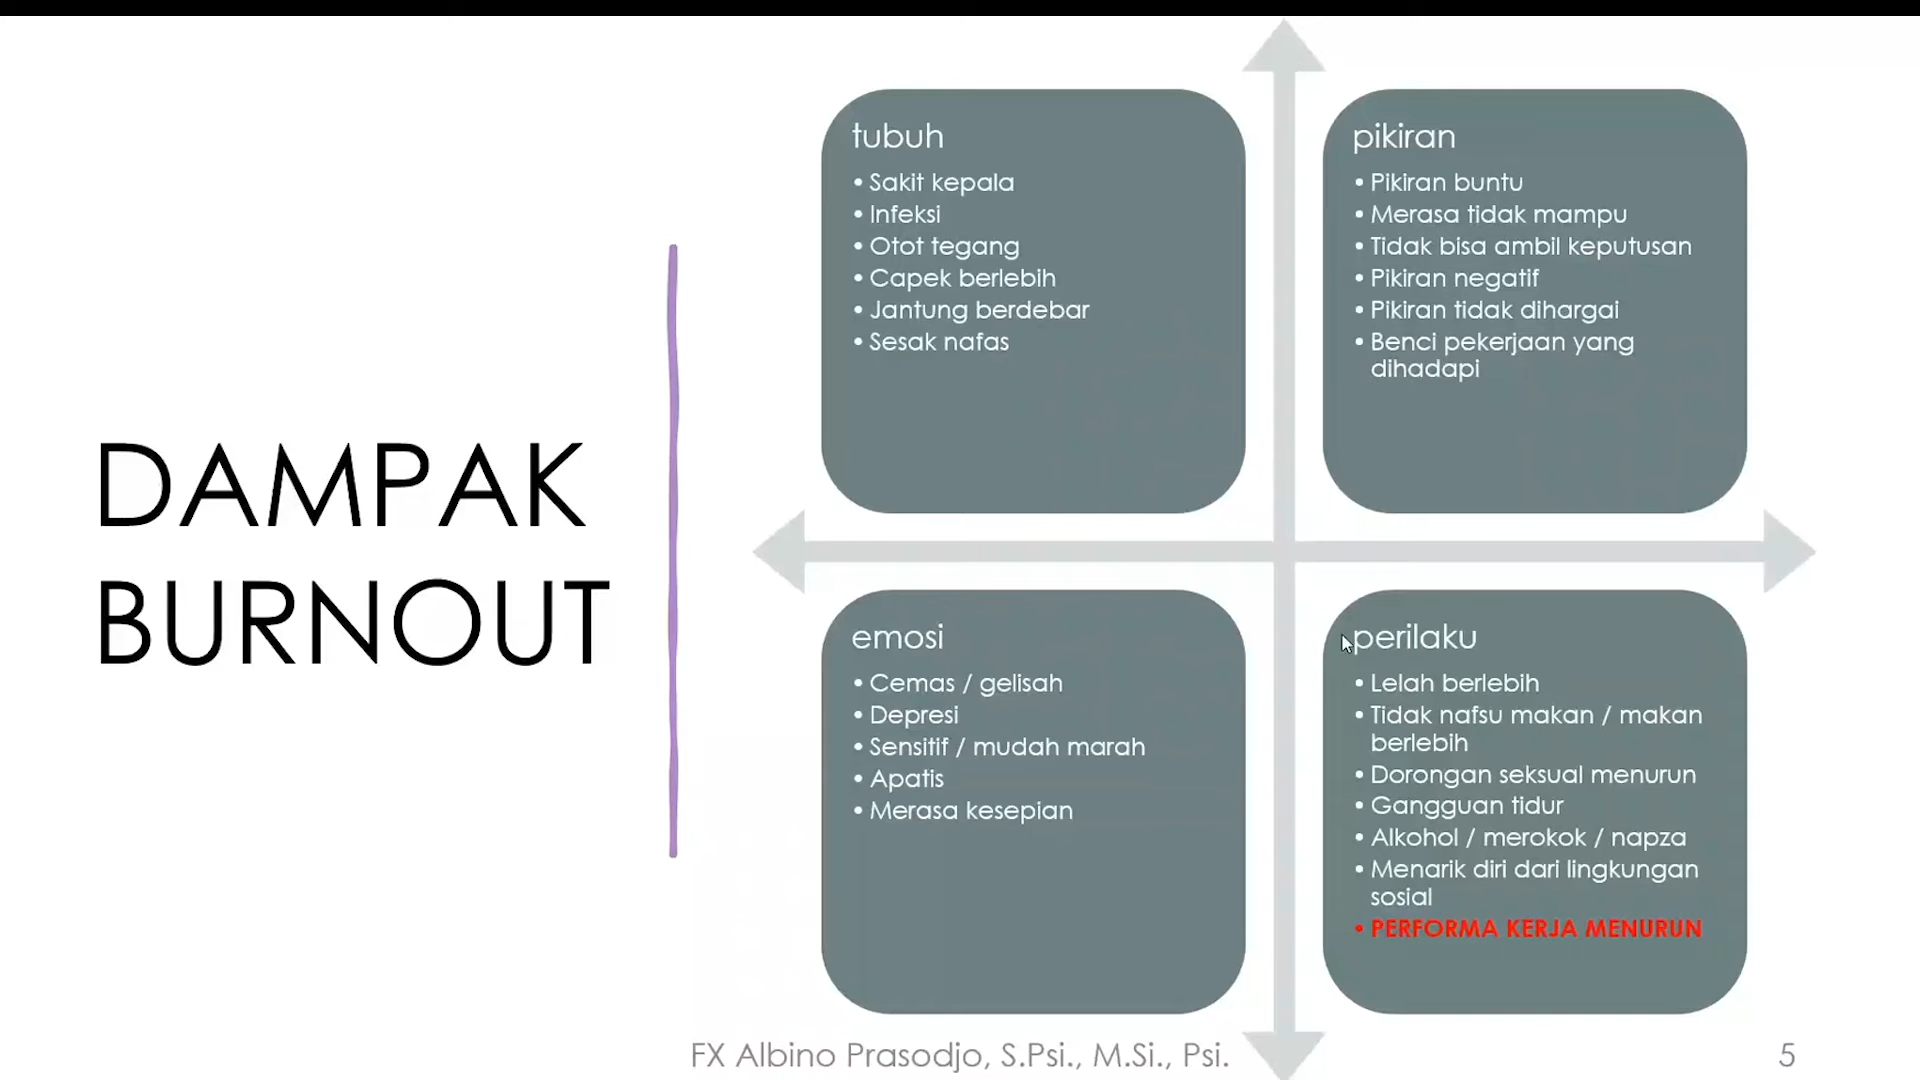 DAMPAK
BURNOUT
tubuh
• Sakit kepala
• Infeksi
• Otot tegang
• Capek berlebih
• Jantung berdebar
• Sesak nafas
pikiran
• Pikiran buntu
• Merasa tidak mampu
• Tidak bisa ambil keputusan
• Pikiran negatif
• Pikiran tidak dihargai
• Benci pekerjaan yang
dihadapi
emosi
• Cemas / gelisah
• Depresi
• Sensitif / mudah marah
• Apatis
• Merasa kesepian
perilaku
• Lelah berlebih
• Tidak nafsu makan / makan
berlebih
• Dorongan seksual menurun
• Gangguan tidur
• Alkohol / merokok / napza
• Menarik diri dari lingkungan
sosial
• PERFORMA KERJA MENURUN
FX Albino Prasodjo, S.Psi., M.Si., Psi.
5